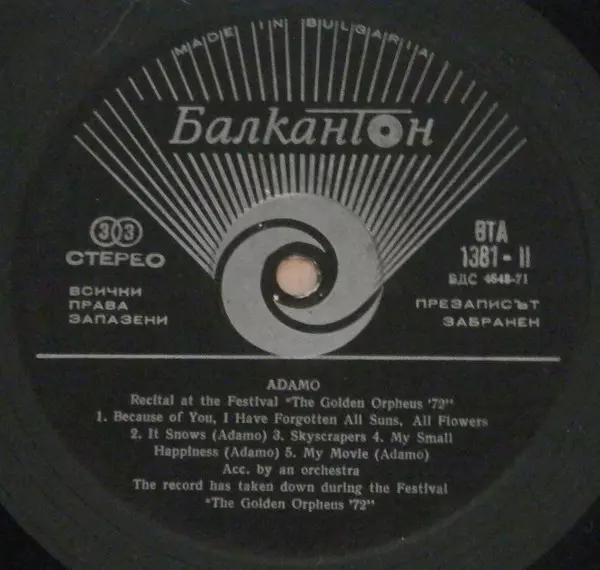 MADE IN BULGARIA
Балкантон
33
СТЕРЕО
ВСИЧКИ
ПРАВА
ЗАПАЗЕНИ
ВТА
1381 - II
БДС 4648-71
ПРЕЗАПИСЪТ
ЗАБРАНЕН
ADAMO
Recital at the Festival "The Golden Orpheus '72"
1. Because of You, I Have Forgotten All Suns, All Flowers
2. It Snows (Adamo) 3. Skyscrapers 4. My Small
Happiness (Adamo) 5. My Movie (Adamo)
Acc. by an orchestra
The record has taken down during the Festival
"The Golden Orpheus '72"